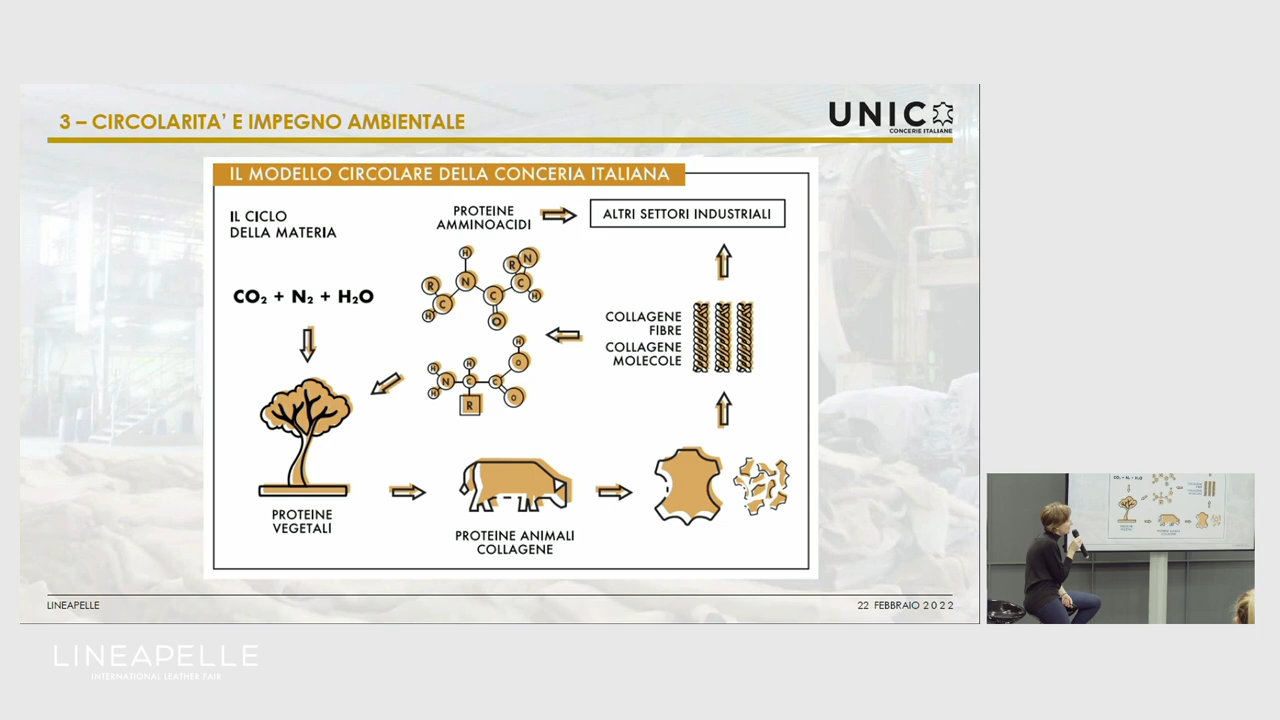 3 – CIRCOLARITA' E IMPEGNO AMBIENTALE
UNIC
CONCERIE ITALIANE
IL MODELLO CIRCOLARE DELLA CONCERIA ITALIANA
IL CICLO
DELLA MATERIA
PROTEINE
AMMINOACIDI
ALTRI SETTORI INDUSTRIALI
H
R
N
R
N
C
C
C
H
H
O
CO₂ + N₂ + H₂O
COLLAGENE
FIBRE
COLLAGENE
MOLECOLE
H
H
H
O
N
C
C
H
R
O
PROTEINE
VEGETALI
PROTEINE ANIMALI
COLLAGENE
LINEAPELLE
22 FEBBRAIO 2022
LINEAPELLE
INTERNATIONAL LEATHER FAIR